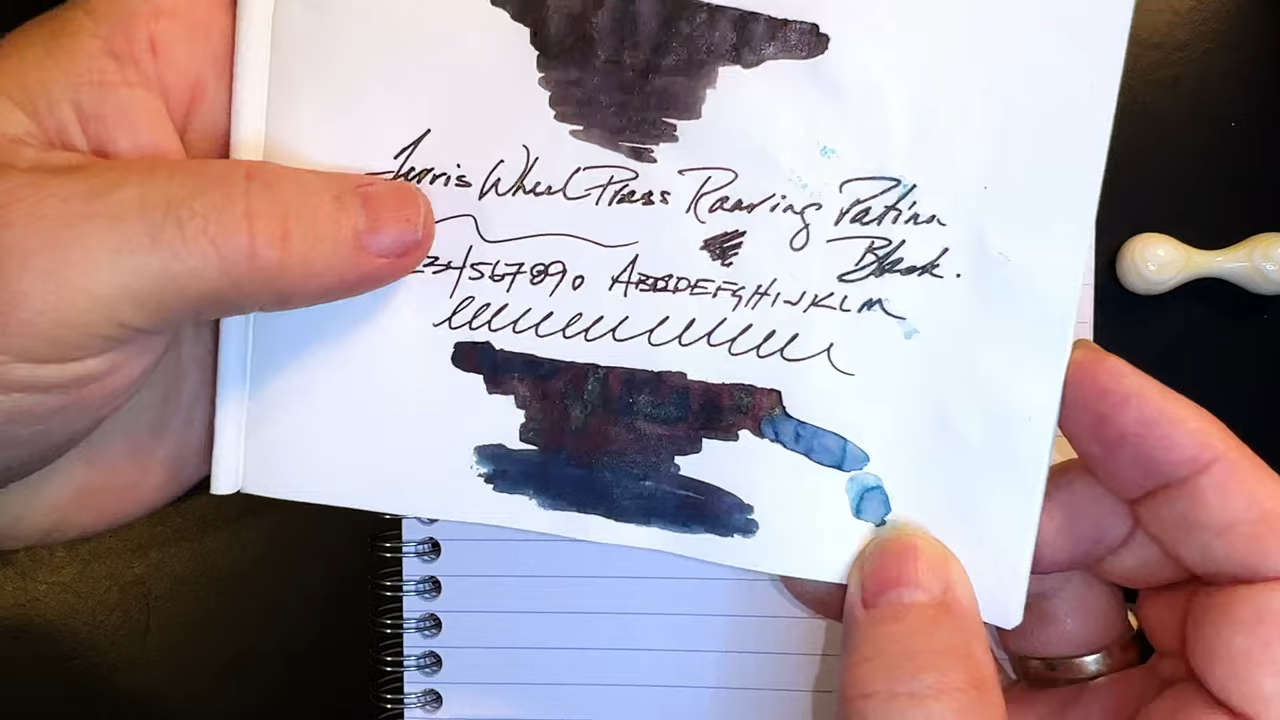 Ferris Wheel Press Roaring Patina
Black.
234567890 ABCDEFGHIJKLM